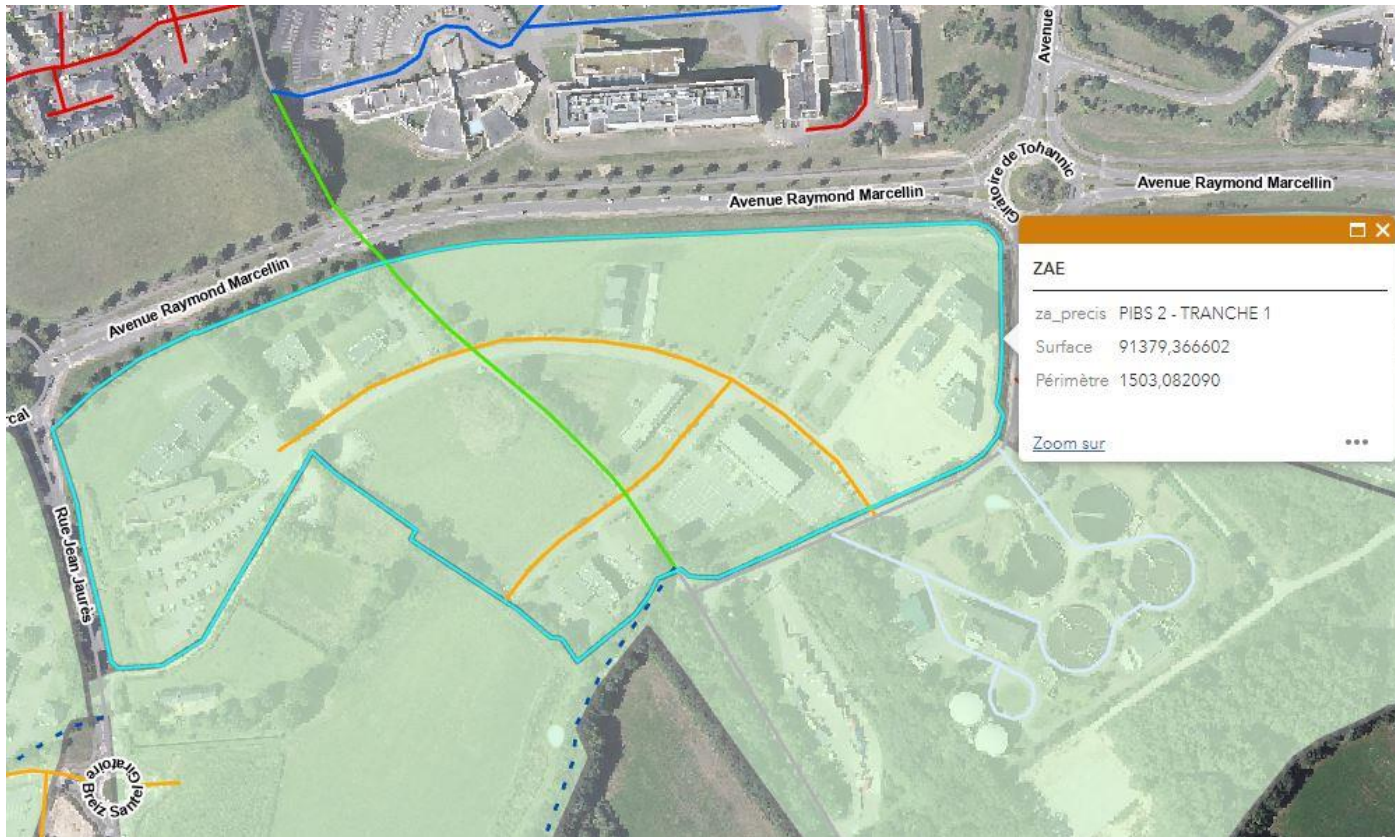 Avenue
Giratoire de Tohannic
Avenue Raymond Marcellin
Avenue Raymond Marcellin
Avenue Raymond Marcellin
ZAE
za_precis PIBS 2 - TRANCHE 1
Surface 91379,366602
Périmètre 1503,082090
Zoom sur
rcal
Rue Jean Jaurès
Giratoire
Breiz Santel